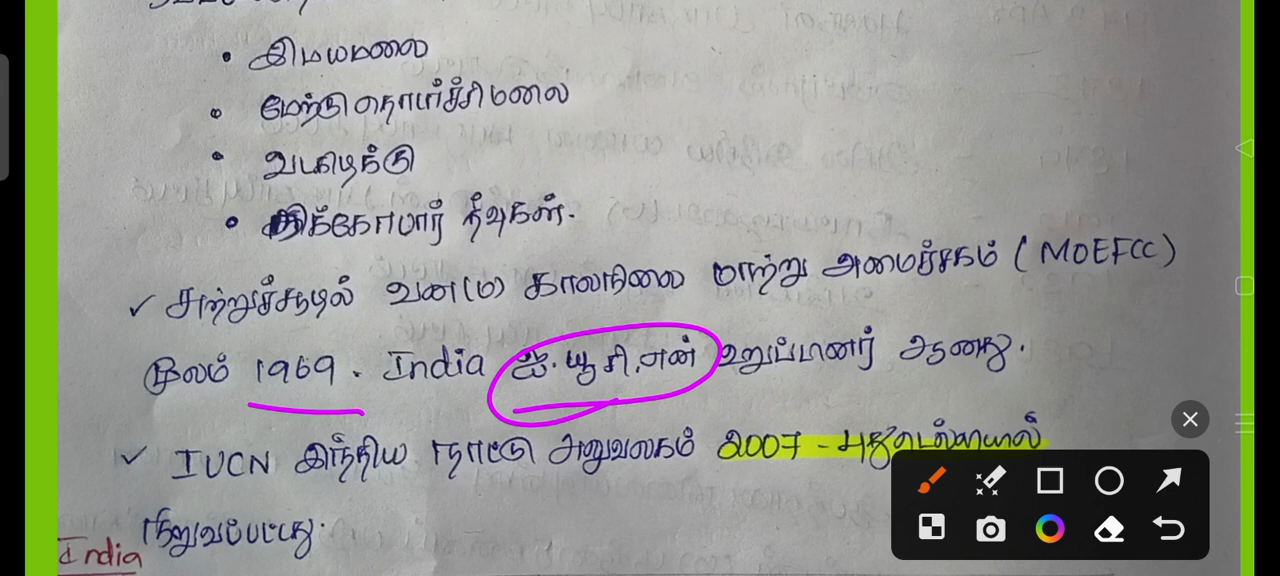 • இமயமலை
• மேற்கு தொடர்ச்சி மலை
• வடகிழக்கு
• நிக்கோபார் தீவுகள்.
✓ சுற்றுச்சூழல் வன(ம) காலநிலை மாற்று அமைச்சகம் (MOEFCC)
மூலம் 1969. India ஐ.யூ.சி.என் உறுப்பினர் ஆனது.
✓ IUCN இந்திய நாட்டு அலுவலகம் 2007 - புதுடெல்லியில்
நிறுவப்பட்டது.
India